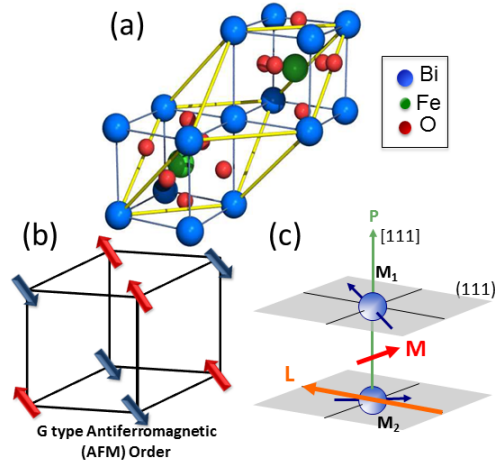 (a)
Bi
Fe
O
(b)
G type Antiferromagnetic
(AFM) Order
(c)
P
[111]
M1
(111)
M
L
M2